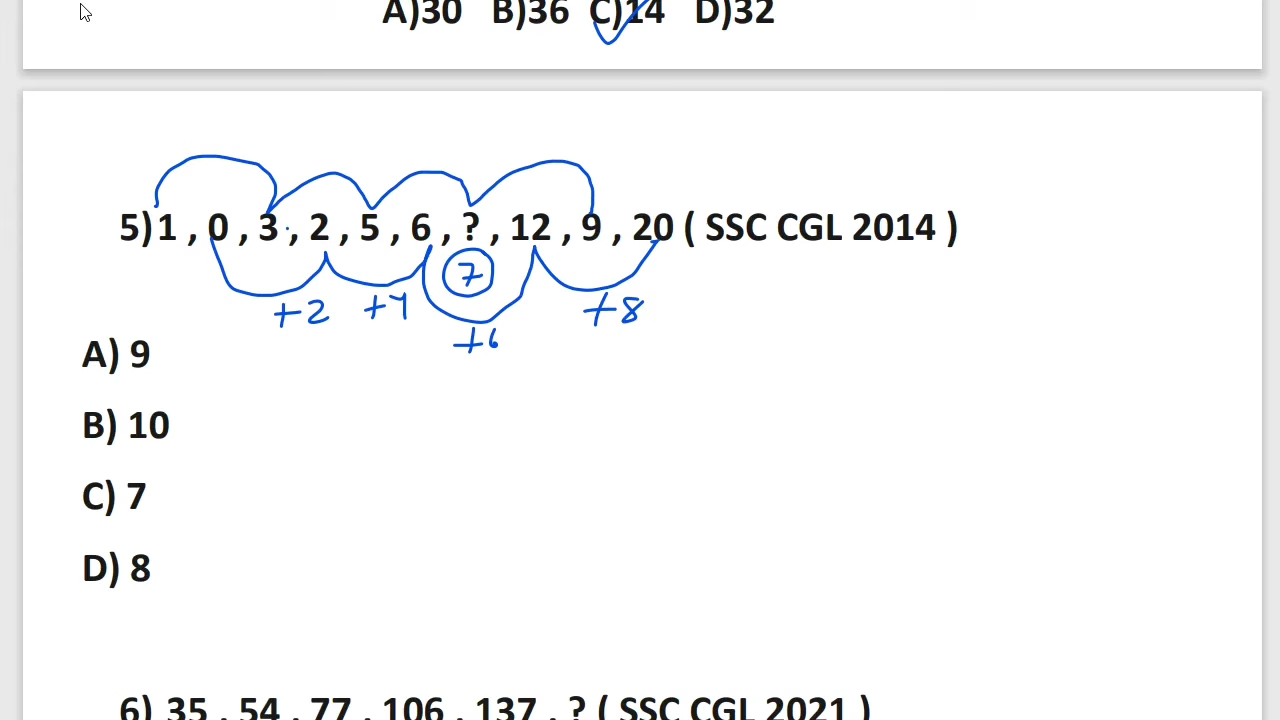 A)30 B)36 C)14 D)32
5)1 , 0 , 3 , 2 , 5 , 6 , ? , 12 , 9 , 20 ( SSC CGL 2014 )
7
+2 +4 +8
+6
A) 9
B) 10
C) 7
D) 8
6) 35 , 54 , 77 , 106 , 137 , ? ( SSC CGL 2021 )